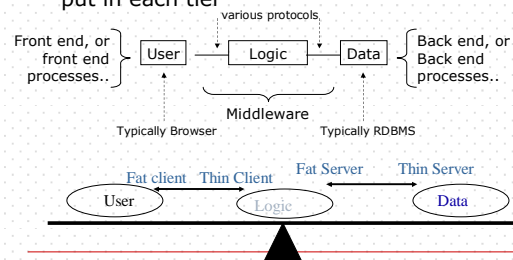 put in each tier
various protocols
Front end, or
front end
processes..
User
Logic
Data
Back end, or
Back end
processes..
Middleware
Typically Browser
Typically RDBMS
Fat client
Thin Client
Fat Server
Thin Server
User
Logic
Data